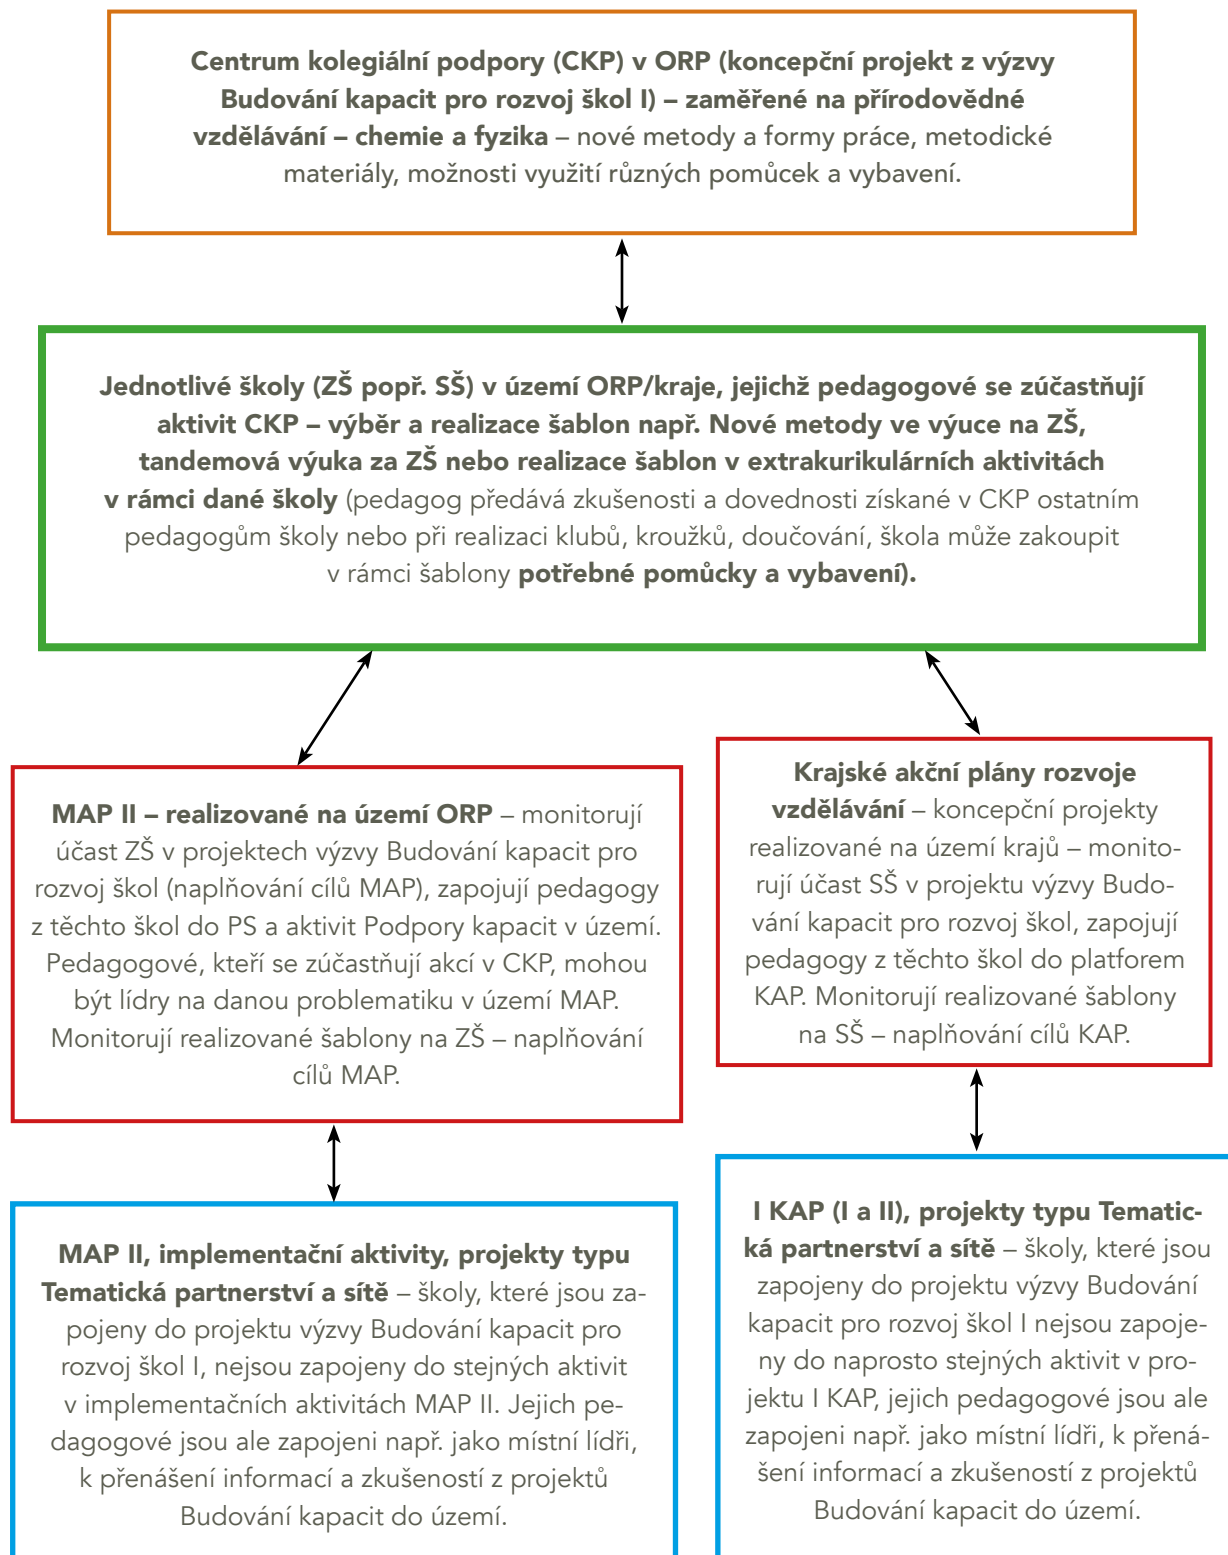 Centrum kolegiální podpory (CKP) v ORP (koncepční projekt z výzvy
Budování kapacit pro rozvoj škol I) – zaměřené na přírodovědné
vzdělávání – chemie a fyzika – nové metody a formy práce, metodické
materiály, možnosti využití různých pomůcek a vybavení.
Jednotlivé školy (ZŠ popř. SŠ) v území ORP/kraje, jejichž pedagogové se zúčastňují
aktivit CKP – výběr a realizace šablon např. Nové metody ve výuce na ZŠ,
tandemová výuka za ZŠ nebo realizace šablon v extrakurikulárních aktivitách
v rámci dané školy (pedagog předává zkušenosti a dovednosti získané v CKP ostatním
pedagogům školy nebo při realizaci klubů, kroužků, doučování, škola může zakoupit
v rámci šablony potřebné pomůcky a vybavení).
MAP II – realizované na území ORP – monitorují
účast ZŠ v projektech výzvy Budování kapacit pro
rozvoj škol (naplňování cílů MAP), zapojují pedagogy
z těchto škol do PS a aktivit Podpory kapacit v území.
Pedagogové, kteří se zúčastňují akcí v CKP, mohou
být lídry na danou problematiku v území MAP.
Monitorují realizované šablony na ZŠ – naplňování
cílů MAP.
Krajské akční plány rozvoje
vzdělávání – koncepční projekty
realizované na území krajů – monito-
rují účast SŠ v projektu výzvy Budo-
vání kapacit pro rozvoj škol, zapojují
pedagogy z těchto škol do platforem
KAP. Monitorují realizované šablony
na SŠ – naplňování cílů KAP.
MAP II, implementační aktivity, projekty typu
Tematická partnerství a sítě – školy, které jsou za-
pojeny do projektu výzvy Budování kapacit pro
rozvoj škol I, nejsou zapojeny do stejných aktivit
v implementačních aktivitách MAP II. Jejich pe-
dagogové jsou ale zapojeni např. jako místní lídři,
k přenášení informací a zkušeností z projektů
Budování kapacit do území.
I KAP (I a II), projekty typu Tematic-
ká partnerství a sítě – školy, které jsou
zapojeny do projektu výzvy Budování
kapacit pro rozvoj škol I nejsou zapoje-
ny do naprosto stejných aktivit v pro-
jektu I KAP, jejich pedagogové jsou ale
zapojeni např. jako místní lídři, k přená-
šení informací a zkušeností z projektů
Budování kapacit do území.